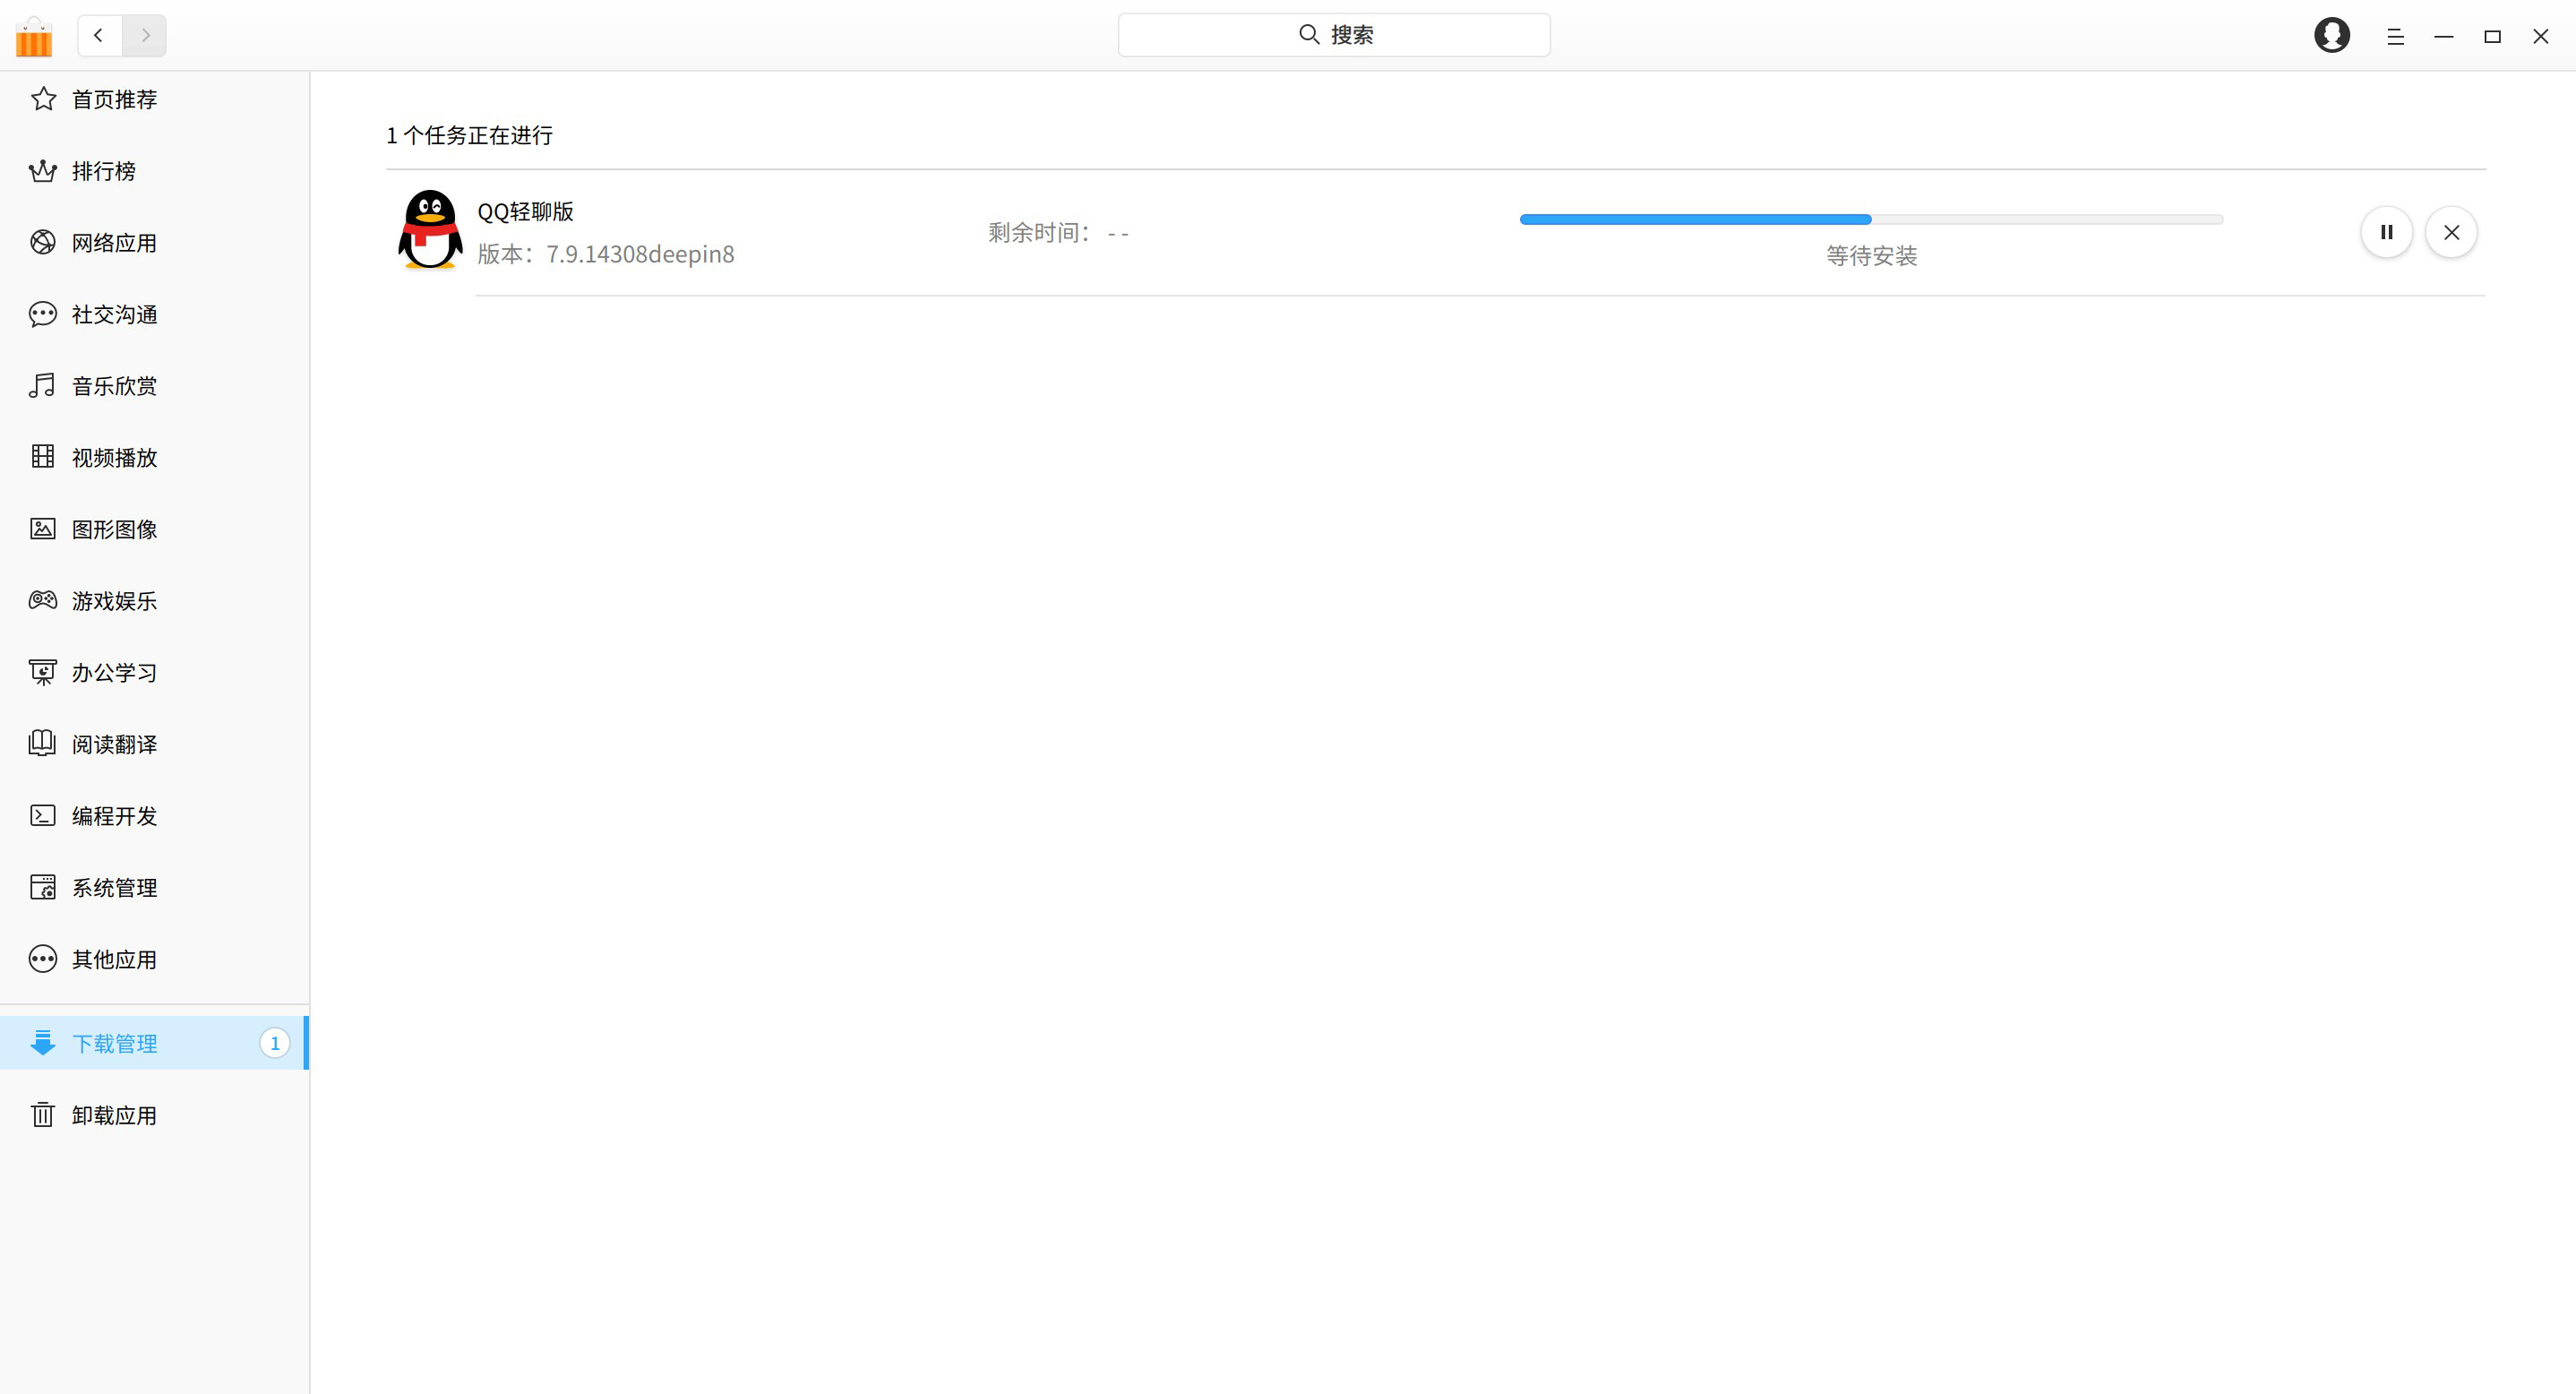 搜索
首页推荐
排行榜
网络应用
社交沟通
音乐欣赏
视频播放
图形图像
游戏娱乐
办公学习
阅读翻译
编程开发
系统管理
其他应用
下载管理 1
卸载应用
1 个任务正在进行
QQ轻聊版
版本：7.9.14308deepin8
剩余时间： - -
等待安装